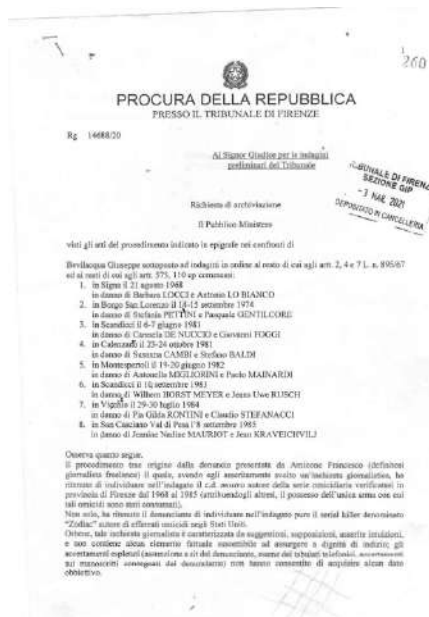 1
260
PROCURA DELLA REPUBBLICA
PRESSO IL TRIBUNALE DI FIRENZE
Rg 14688/20
Al Signor Giudice per le indagini
preliminari del Tribunale
TRIBUNALE DI FIRENZE
SEZIONE GIP
- 3 MAR. 2021
DEPOSITATO IN CANCELLERIA
Richiesta di archiviazione
Il Pubblico Ministero
visti gli atti del procedimento indicato in epigrafe nei confronti di
Bevilacqua Giuseppe sottoposto ad indagini in ordine al reato di cui agli artt. 2, 4 e 7 L. n. 895/67
ed ai reati di cui agli artt. 575, 110 cp commessi:
1. in Signa il 21 agosto 1968
in danno di Barbara LOCCI e Antonio LO BIANCO
2. in Borgo San Lorenzo il 14-15 settembre 1974
in danno di Stefania PETTINI e Pasquale GENTILCORE
3. in Scandicci il 6-7 giugno 1981
in danno di Carmela DE NUCCIO e Giovanni FOGGI
4. in Calenzano il 23-24 ottobre 1981
in danno di Susanna CAMBI e Stefano BALDI
5. in Montespertoli il 19-20 giugno 1982
in danno di Antonella MIGLIORINI e Paolo MAINARDI
6. in Scandicci il 10 settembre 1983
in danno di Wilhem HORST MEYER e Jeans Uwe RUSCH
7. in Vicchio il 29-30 luglio 1984
in danno di Pia Gilda RONTINI e Claudio STEFANACCI
8. in San Casciano Val di Pesa l'8 settembre 1985
in danno di Jeanine Nadine MAURIOT e Jean KRAVEICHVILJ
Osserva quanto segue.
Il procedimento trae origine dalla denuncia presentata da Amicone Francesco (definitosi
giornalista freelance) il quale, avendo egli asseritamente svolto un'inchiesta giornalistica, ho
ritenuto di individuare nell'indagato il c.d. mostro autore della serie omicidiaria verificatasi in
provincia di Firenze dal 1968 al 1985 (attribuendogli altresì, il possesso dell'unica arma con cui
tali omicidi sono stati consumati).
Non solo, ha ritenuto il denunciante di individuare nell'indagato pure il serial killer denominato
"Zodiac" autore di efferati omicidi negli Stati Uniti.
Orbene, tale inchiesta giornalistica è caratterizzata da suggestioni, supposizioni, asserite intuizioni,
e non contiene alcun elemento fattuale suscettibile ad assurgere a dignità di indizio; gli
accertamenti espletati (assunzione a sit del denunciante, esame dei tabulati telefonici, accertamenti
sui manoscritti consegnati dal denunciante) non hanno consentito di acquisire alcun dato
obbiettivo.